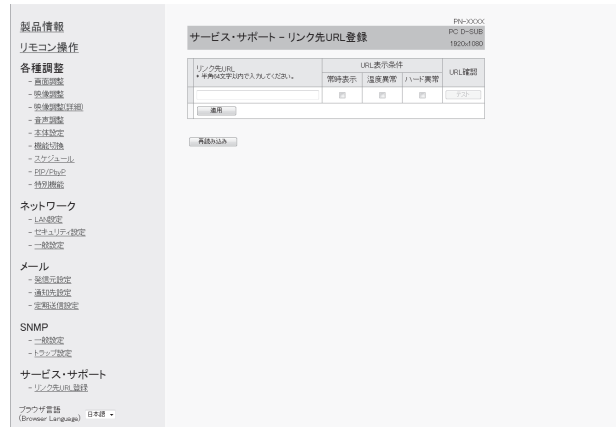 製品情報
リモコン操作
各種調整
- 画面調整
- 映像調整
- 映像調整(詳細)
- 音声調整
- 本体設定
- 機能切換
- スケジュール
- PIP/PbyP
- 特別機能
ネットワーク
- LAN設定
- セキュリティ設定
- 一般設定
メール
- 発信元設定
- 通知先設定
- 定期送信設定
SNMP
- 一般設定
- トラップ設定
サービス・サポート
- リンク先URL登録
ブラウザ言語
(Browser Language)
日本語
PN-XXXX
サービス・サポート - リンク先URL登録
PC D-SUB
1920x1080
リンク先URL
* 半角64文字以内で入力してください。
URL表示条件
URL確認
常時表示 温度異常 ハード異常
テスト
適用
再読み込み